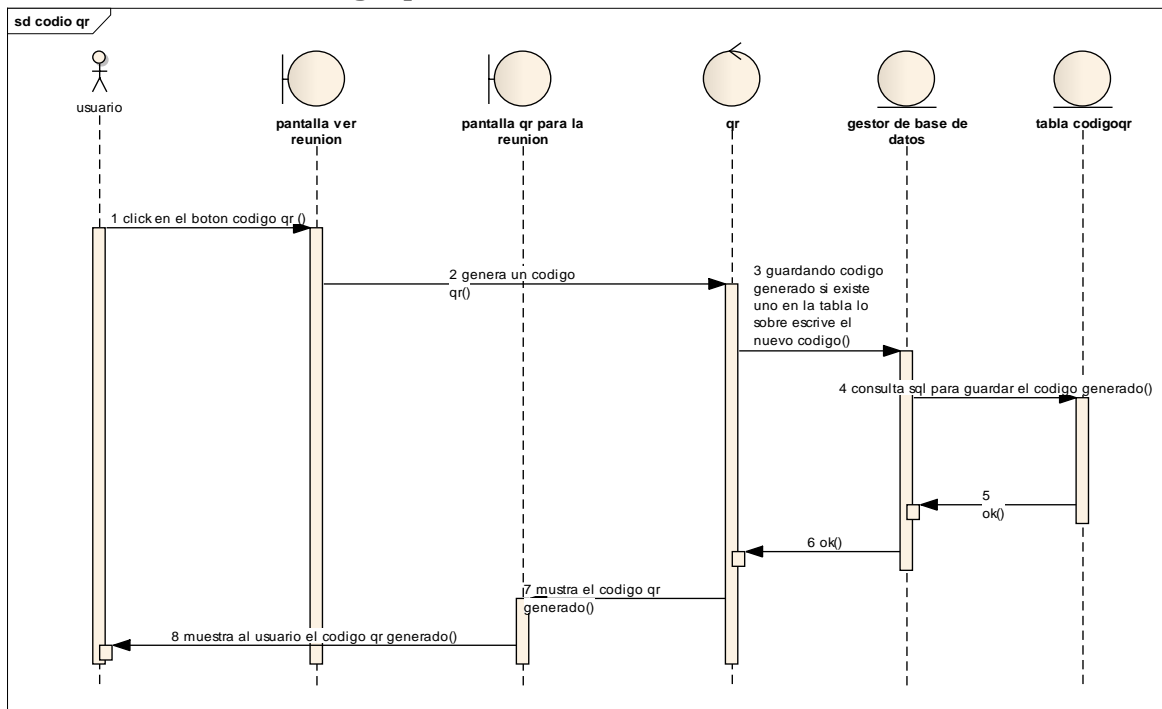 sd codio qr
usuario
pantalla ver
reunion
pantalla qr para la
reunion
qr
gestor de base de
datos
tabla codigoqr
1 click en el boton codigo qr ()
2 genera un codigo
qr()
3 guardando codigo
generado si existe
uno en la tabla lo
sobre escrive el
nuevo codigo()
4 consulta sql para guardar el codigo generado()
5
ok()
6 ok()
7 mustra el codigo qr
generado()
8 muestra al usuario el codigo qr generado()